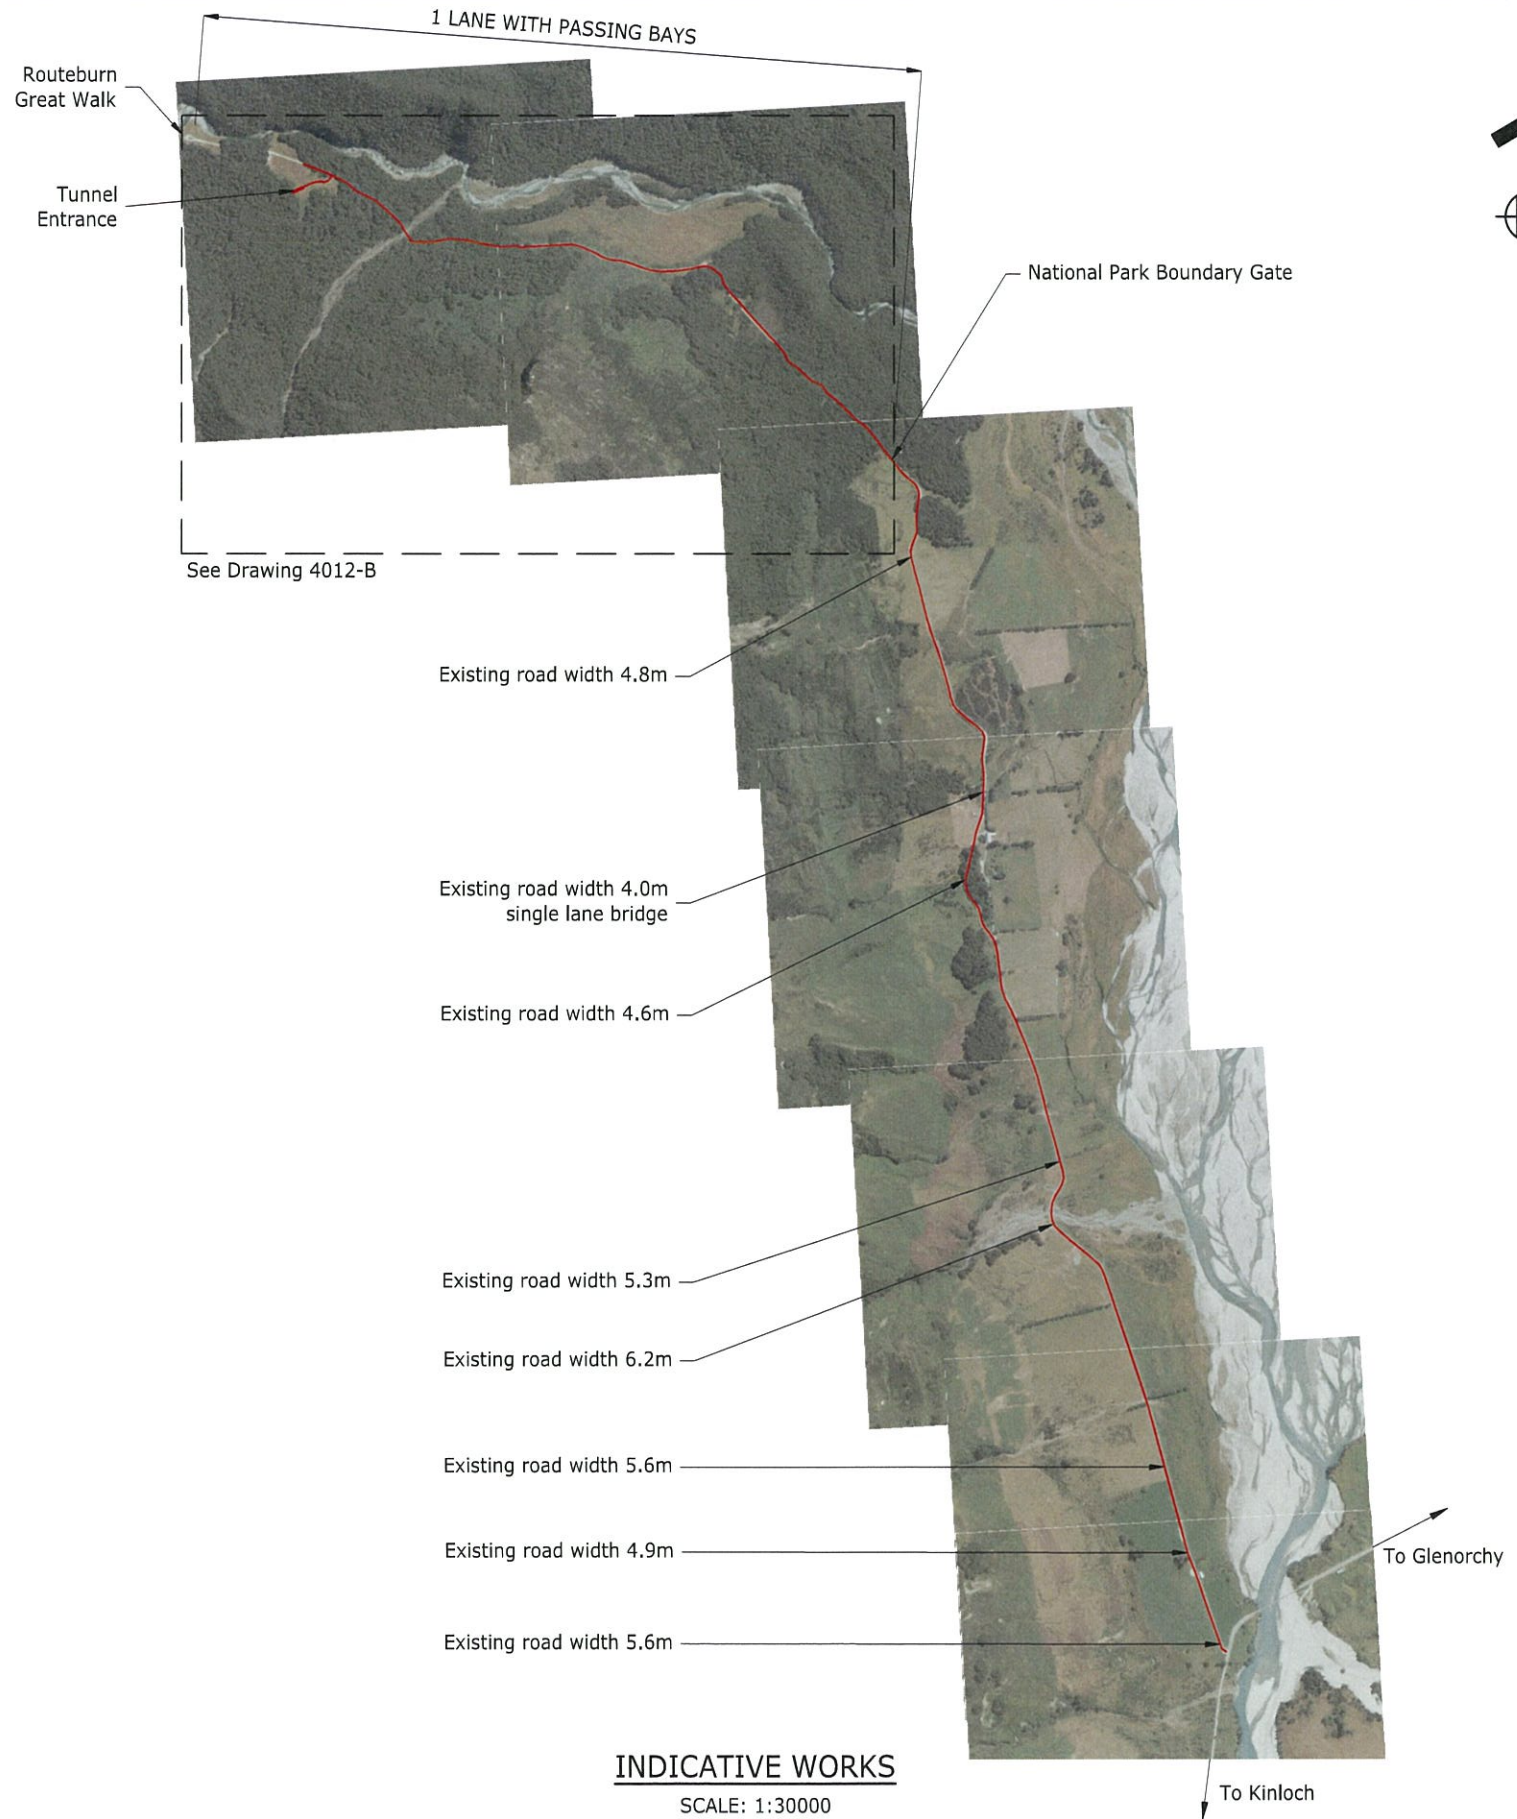 1 LANE WITH PASSING BAYS
Routeburn
Great Walk
Tunnel
Entrance
National Park Boundary Gate
See Drawing 4012-B
Existing road width 4.8m
Existing road width 4.0m
single lane bridge
Existing road width 4.6m
Existing road width 5.3m
Existing road width 6.2m
Existing road width 5.6m
Existing road width 4.9m
To Glenorchy
Existing road width 5.6m
INDICATIVE WORKS
SCALE: 1:30000
To Kinloch